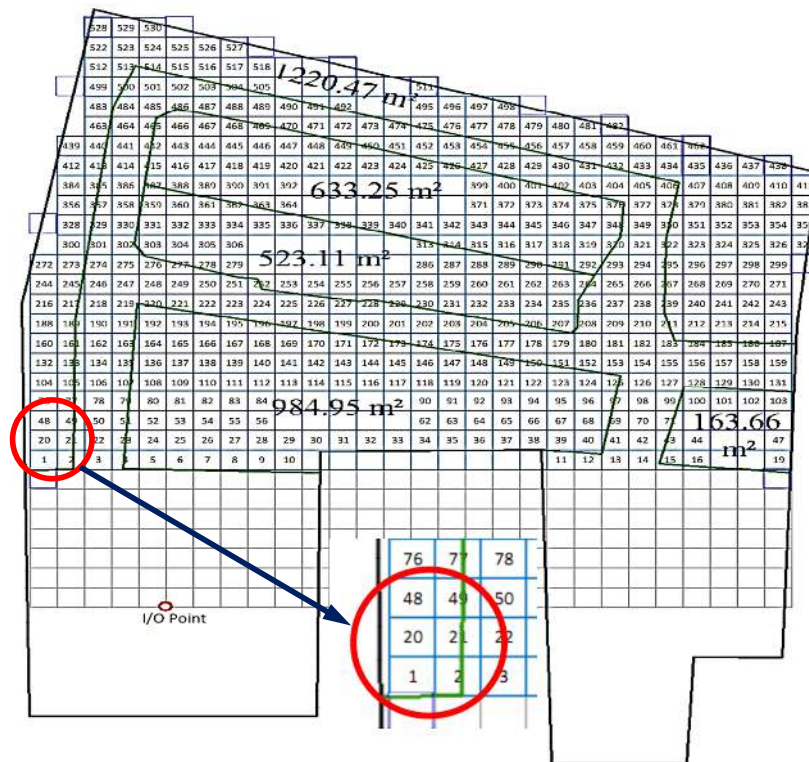 528 529 530
522 523 524 525 526 527
512 513 514 515 516 517 518
499 500 501 502 503 504 505 511
1220.47 m²
483 484 485 486 487 488 489 490 491 492 495 496 497 498
463 464 465 466 467 468 469 470 471 472 473 474 475 476 477 478 479 480 481 482
439 440 441 442 443 444 445 446 447 448 449 450 451 452 453 454 455 456 457 458 459 460 461 462
412 413 414 415 416 417 418 419 420 421 422 423 424 425 426 427 428 429 430 431 432 433 434 435 436 437 438
384 385 386 387 388 389 390 391 392 399 400 401 402 403 404 405 406 407 408 409 410
633.25 m²
356 357 358 359 360 361 362 363 364 371 372 373 374 375 376 377 378 379 380 381 382
328 329 330 331 332 333 334 335 336 337 338 339 340 341 342 343 344 345 346 347 348 349 350 351 352 353 354
300 301 302 303 304 305 306 313 314 315 316 317 318 319 370 321 322 323 324 325 326
523.11 m²
272 273 274 275 276 277 278 279 286 287 288 289 290 291 292 293 294 295 296 297 298 299
244 245 246 247 248 249 250 251 252 253 254 255 256 257 258 259 260 261 262 263 264 265 266 267 268 269 270 271
216 217 218 219 220 221 222 223 224 225 226 227 228 229 230 231 232 233 234 235 236 237 238 239 240 241 242 243
188 189 190 191 192 193 194 195 196 197 198 199 200 201 202 203 204 205 206 207 208 209 210 211 212 213 214 215
160 161 162 163 164 165 166 167 168 169 170 171 172 173 174 175 176 177 178 179 180 181 182 183 184 185 186 187
132 133 134 135 136 137 138 139 140 141 142 143 144 145 146 147 148 149 150 151 152 153 154 155 156 157 158 159
104 105 106 107 108 109 110 111 112 113 114 115 116 117 118 119 120 121 122 123 124 125 126 127 128 129 130 131
76 77 78 79 80 81 82 83 84 90 91 92 93 94 95 96 97 98 99 100 101 102 103
984.95 m²
48 49 50 51 52 53 54 55 56 62 63 64 65 66 67 68 69 70 71
163.66 m²
20 21 22 23 24 25 26 27 28 29 30 31 32 33 34 35 36 37 38 39 40 41 42 43 44 47
1 2 3 4 5 6 7 8 9 10 11 12 13 14 15 16 19
76 77 78
48 49 50
20 21 22
1 2 3
I/O Point